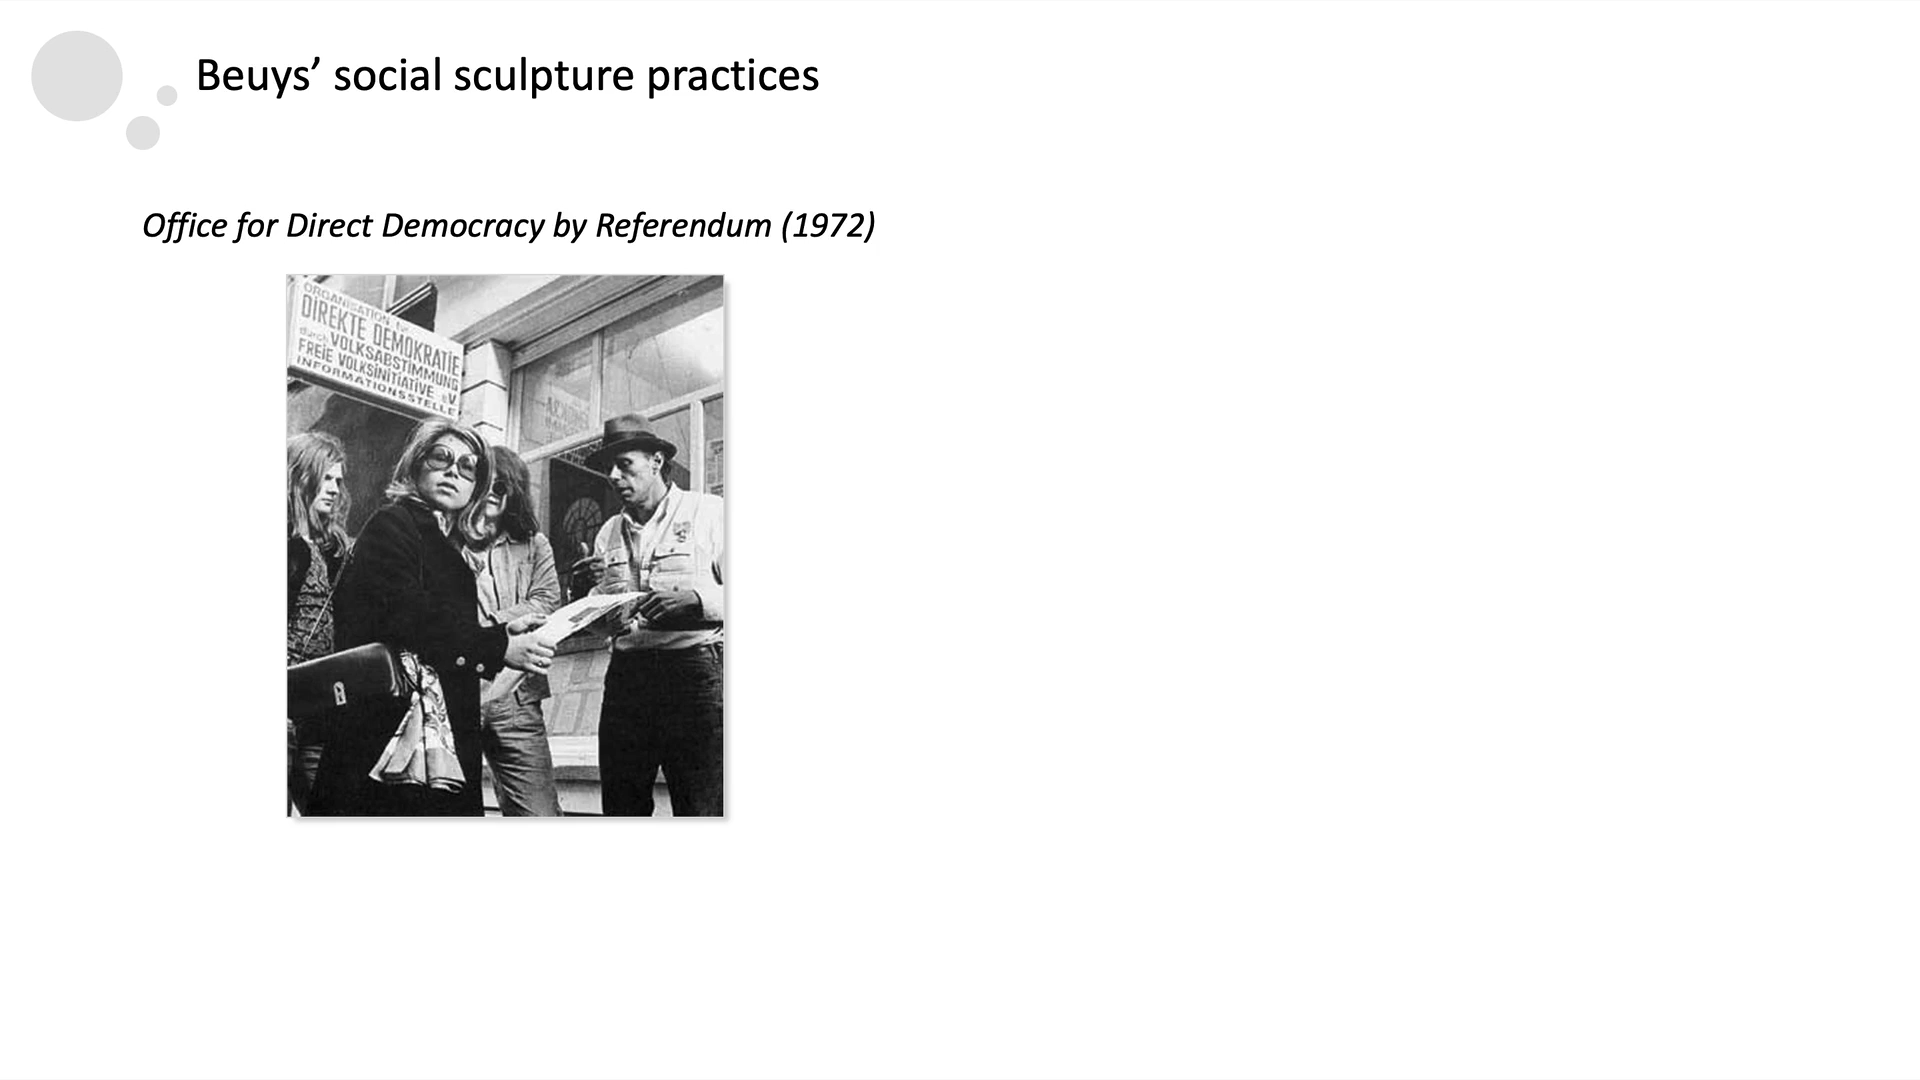 Beuys’ social sculpture practices
Office for Direct Democracy by Referendum (1972)
ORGANISATION für
DIREKTE DEMOKRATIE
durch VOLKSABSTIMMUNG
FREIE VOLKSINITIATIVE eV
INFORMATIONSSTELLE